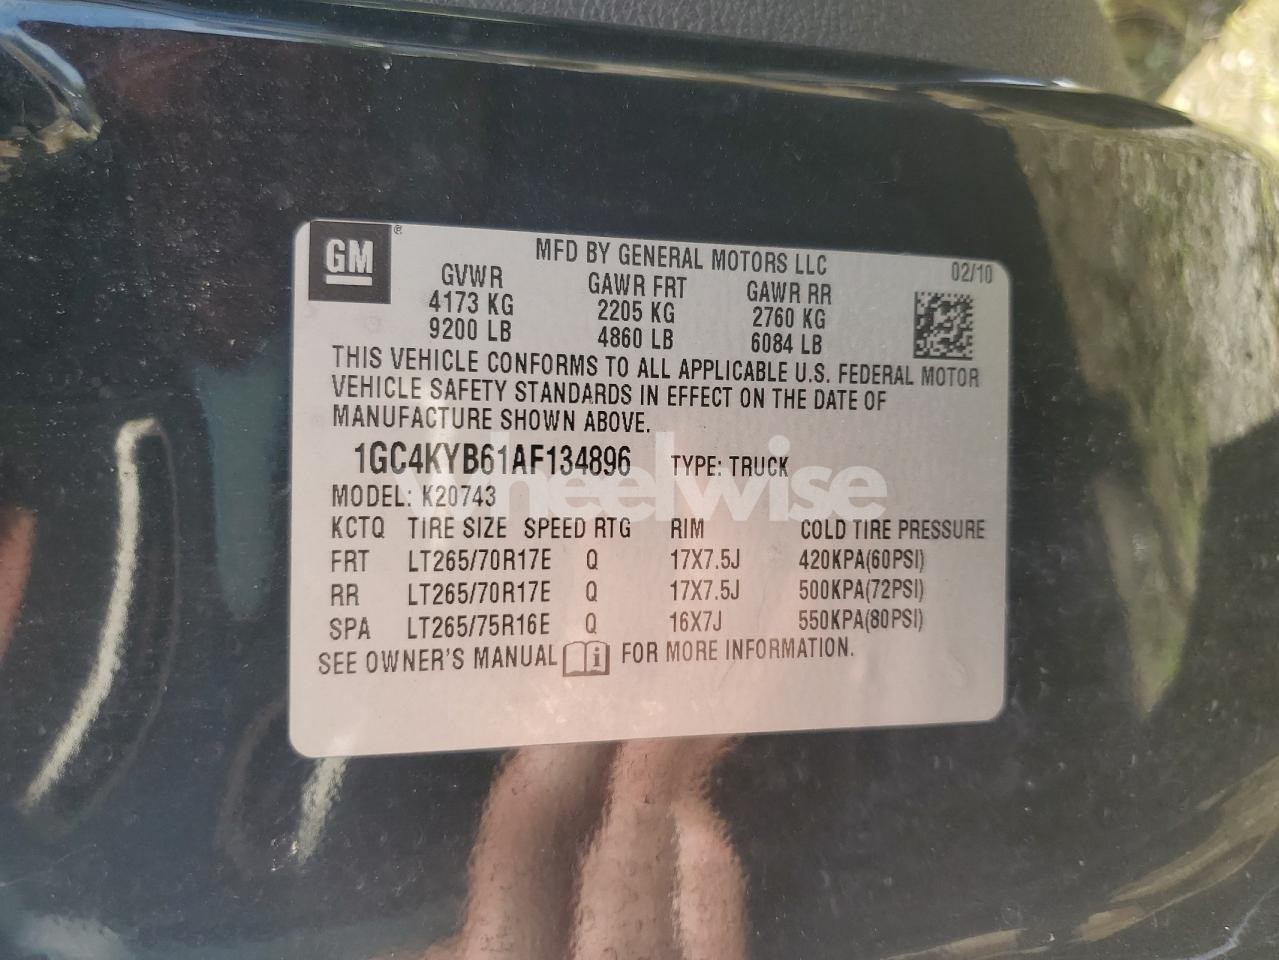 GM ®
MFD BY GENERAL MOTORS LLC
02/10
GVWR GAWR FRT GAWR RR
4173 KG 2205 KG 2760 KG
9200 LB 4860 LB 6084 LB
THIS VEHICLE CONFORMS TO ALL APPLICABLE U.S. FEDERAL MOTOR
VEHICLE SAFETY STANDARDS IN EFFECT ON THE DATE OF
MANUFACTURE SHOWN ABOVE.
1GC4KYB61AF134896 TYPE: TRUCK
wheelwise
MODEL: K20743
KCTQ TIRE SIZE SPEED RTG RIM COLD TIRE PRESSURE
FRT LT265/70R17E Q 17X7.5J 420KPA(60PSI)
RR LT265/70R17E Q 17X7.5J 500KPA(72PSI)
SPA LT265/75R16E Q 16X7J 550KPA(80PSI)
SEE OWNER'S MANUAL i FOR MORE INFORMATION.